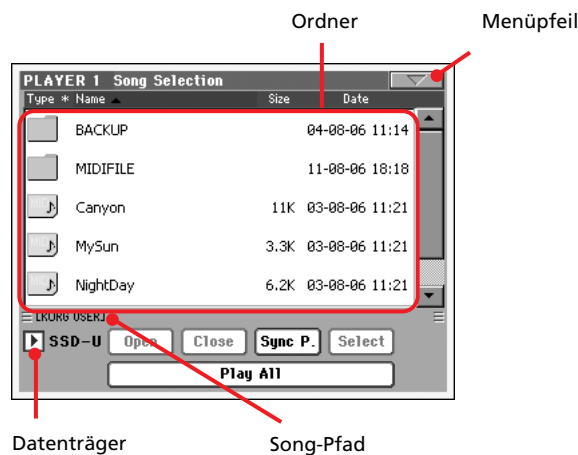 Ordner Menüpfeil
PLAYER 1 Song Selection
Type * Name Size Date
BACKUP 04-08-06 11:14
MIDIFILE 11-08-06 18:18
Canyon 11K 03-08-06 11:21
MySun 3.3K 03-08-06 11:21
NightDay 6.2K 03-08-06 11:21
[KORG USER]
SSD-U Open Close Sync P. Select
Play All
Datenträger Song-Pfad